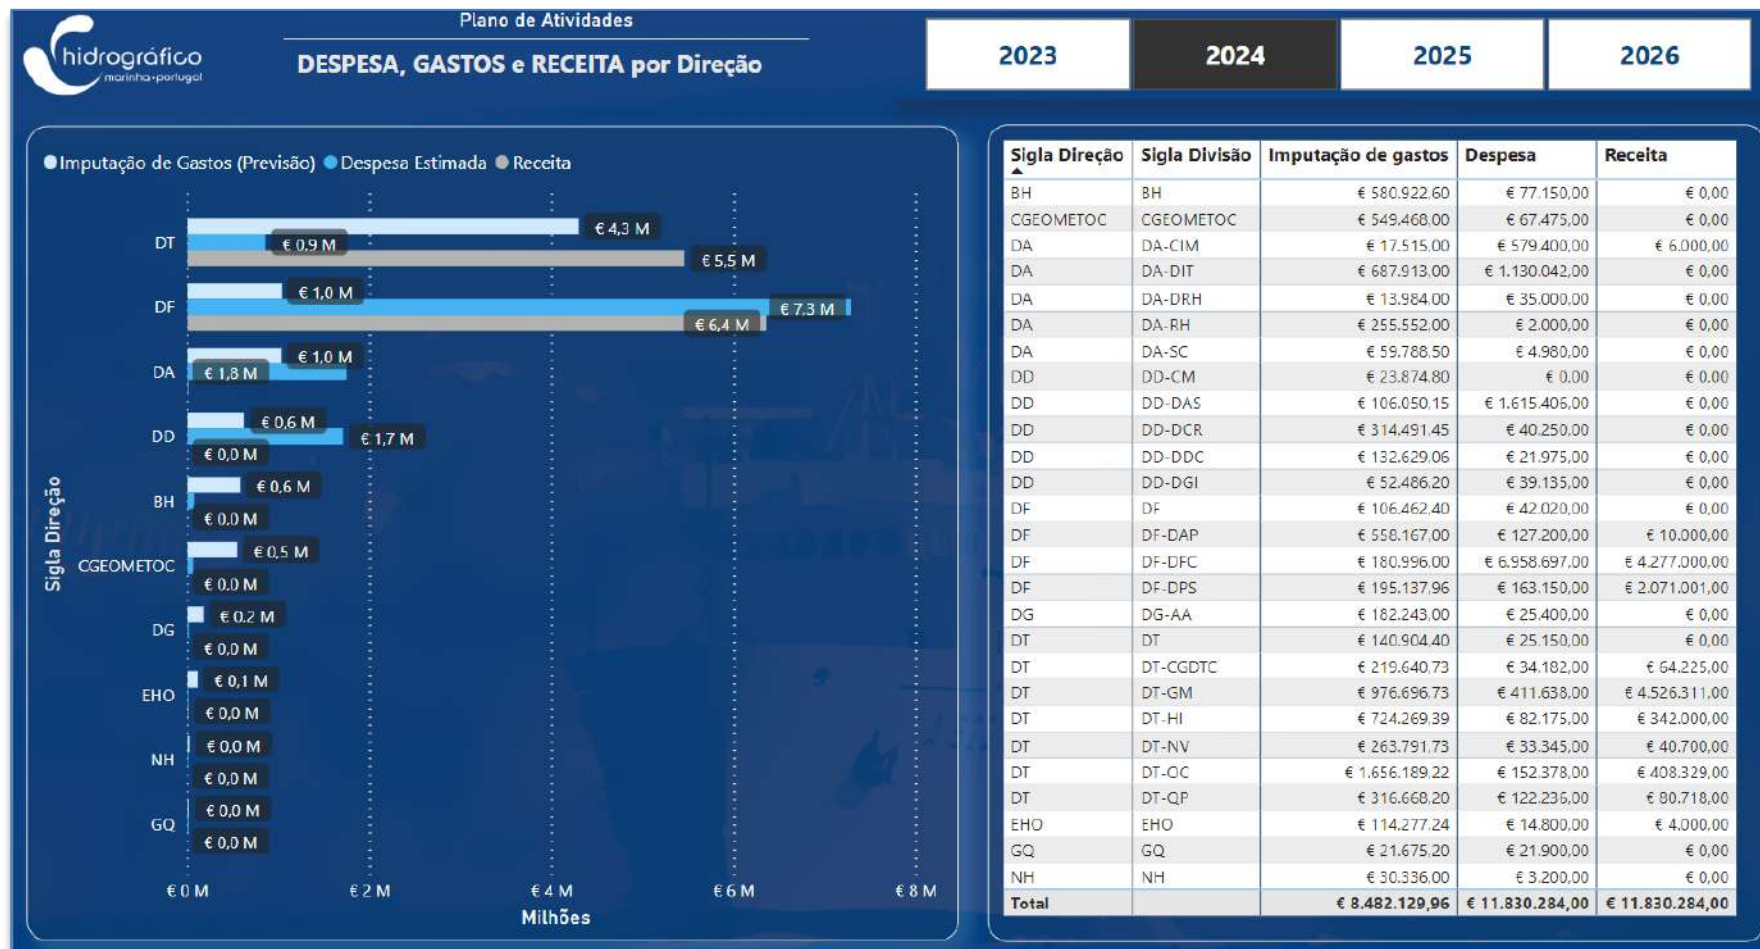 hidrográfico
marinha•portugal
Plano de Atividades
DESPESA, GASTOS e RECEITA por Direção
2023 2024 2025 2026
Imputação de Gastos (Previsão) Despesa Estimada Receita
DT € 4,3 M
€ 0,9 M
€ 5,5 M
DF € 1,0 M
€ 7,3 M
€ 6,4 M
DA € 1,0 M
€ 1,8 M
DD € 0,6 M
€ 1,7 M
€ 0,0 M
BH € 0,6 M
€ 0,0 M
CGEOMETOC € 0,5 M
€ 0,0 M
DG € 0,2 M
€ 0,0 M
EHO € 0,1 M
€ 0,0 M
NH € 0,0 M
€ 0,0 M
GQ € 0,0 M
€ 0,0 M
Sigla Direção
€ 0 M € 2 M € 4 M € 6 M € 8 M
Milhões
Sigla Direção Sigla Divisão Imputação de gastos Despesa Receita
BH BH € 580.922,60 € 77.150,00 € 0,00
CGEOMETOC CGEOMETOC € 549.468,00 € 67.475,00 € 0,00
DA DA-CIM € 17.515,00 € 579.400,00 € 6.000,00
DA DA-DIT € 687.913,00 € 1.130.042,00 € 0,00
DA DA-DRH € 13.984,00 € 35.000,00 € 0,00
DA DA-RH € 255.552,00 € 2.000,00 € 0,00
DA DA-SC € 59.788,50 € 4.980,00 € 0,00
DD DD-CM € 23.874,80 € 0,00 € 0,00
DD DD-DAS € 106.050,15 € 1.615.406,00 € 0,00
DD DD-DCR € 314.491,45 € 40.250,00 € 0,00
DD DD-DDC € 132.629,06 € 21.975,00 € 0,00
DD DD-DGI € 52.486,20 € 39.135,00 € 0,00
DF DF € 106.462,40 € 42.020,00 € 0,00
DF DF-DAP € 558.167,00 € 127.200,00 € 10.000,00
DF DF-DFC € 180.996,00 € 6.958.697,00 € 4.277.000,00
DF DF-DPS € 195.137,96 € 163.150,00 € 2.071.001,00
DG DG-AA € 182.243,00 € 25.400,00 € 0,00
DT DT € 140.904,40 € 25.150,00 € 0,00
DT DT-CGDTC € 219.640,73 € 34.182,00 € 64.225,00
DT DT-GM € 976.696,73 € 411.638,00 € 4.526.311,00
DT DT-HI € 724.269,39 € 82.175,00 € 342.000,00
DT DT-NV € 263.791,73 € 33.345,00 € 40.700,00
DT DT-OC € 1.656.189,22 € 152.378,00 € 408.329,00
DT DT-QP € 316.668,20 € 122.236,00 € 80.718,00
EHO EHO € 114.277,24 € 14.800,00 € 4.000,00
GQ GQ € 21.675,20 € 21.900,00 € 0,00
NH NH € 30.336,00 € 3.200,00 € 0,00
Total € 8.482.129,96 € 11.830.284,00 € 11.830.284,00